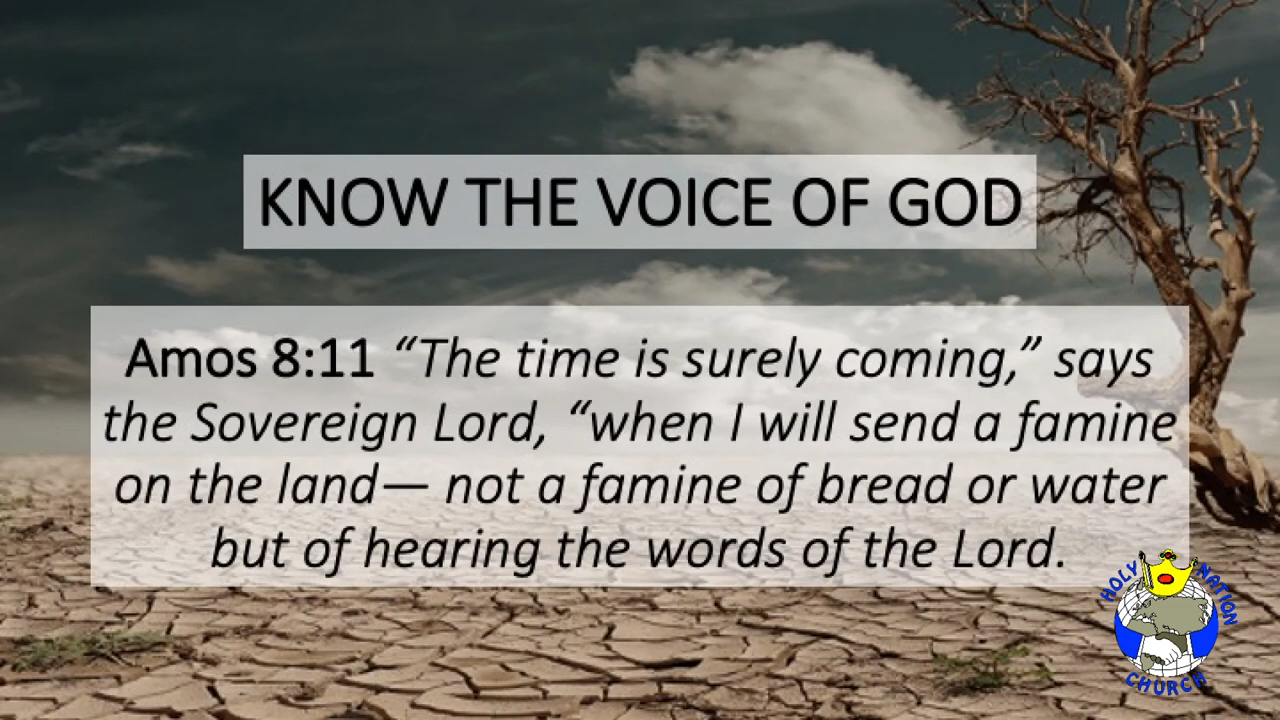 KNOW THE VOICE OF GOD
Amos 8:11 “The time is surely coming,” says
the Sovereign Lord, “when I will send a famine
on the land— not a famine of bread or water
but of hearing the words of the Lord.
HOLY NATION
CHURCH